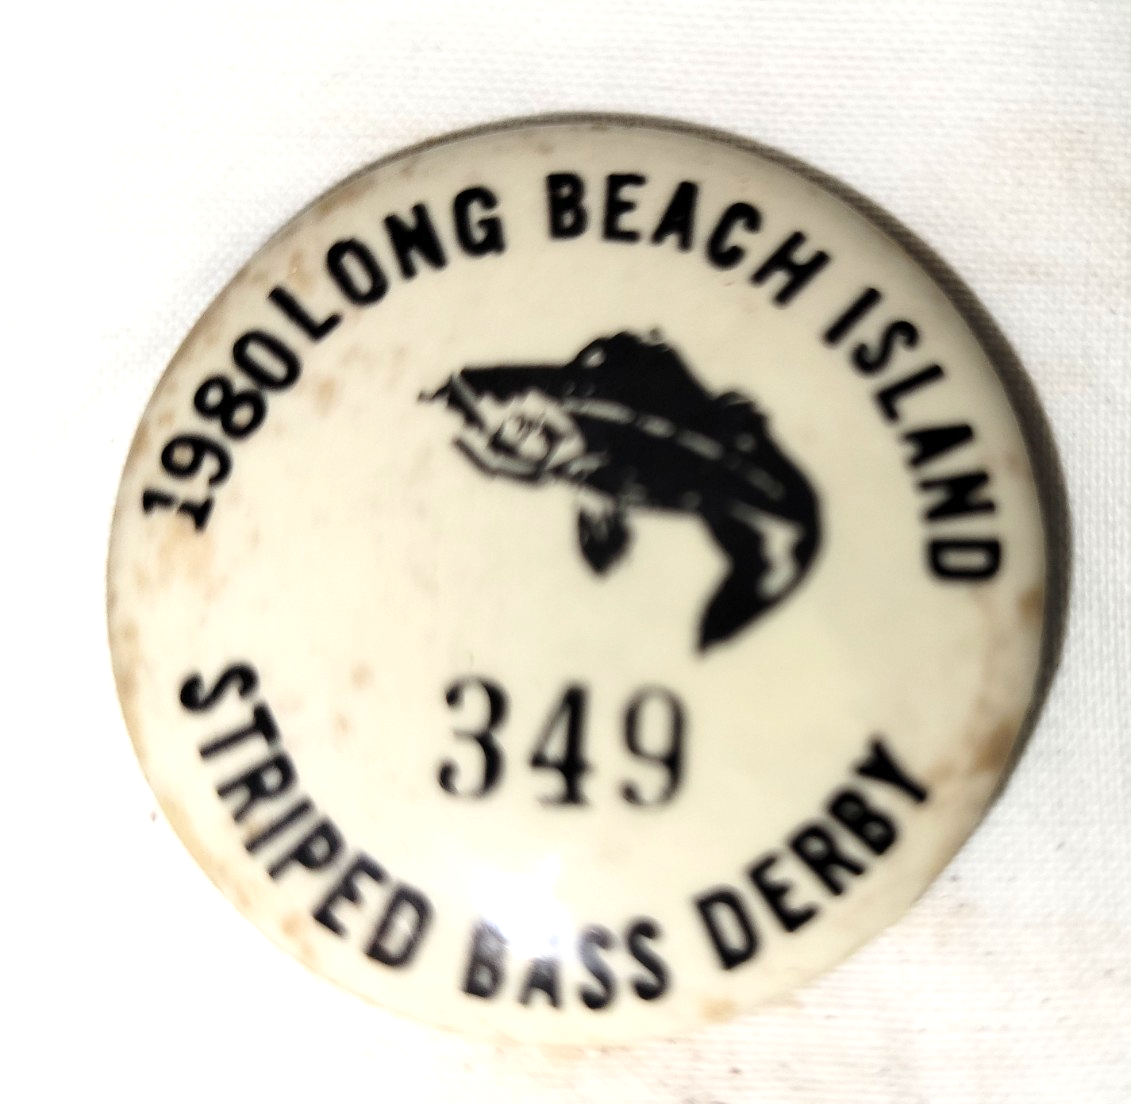 1980 LONG BEACH ISLAND
349
STRIPED BASS DERBY